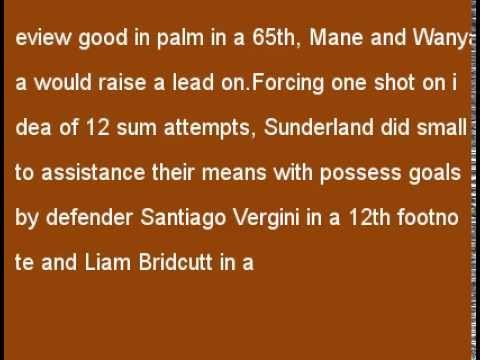 eview good in palm in a 65th, Mane and Wany
a would raise a lead on.Forcing one shot on i
dea of 12 sum attempts, Sunderland did small
to assistance their means with possess goals
by defender Santiago Vergini in a 12th footno
te and Liam Bridcutt in a